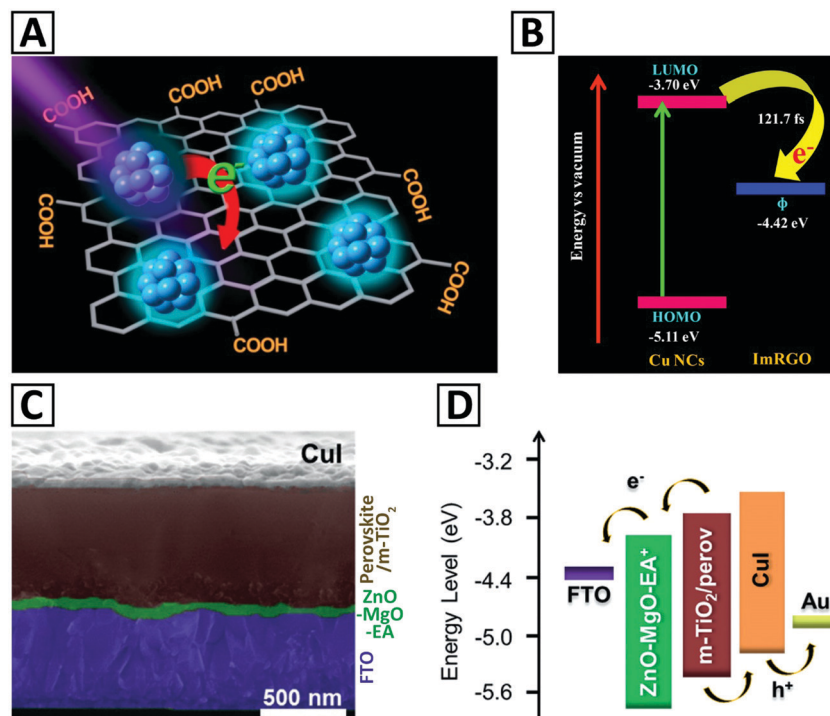 A
COOH
COOH
COOH
COOH
COOH
COOH
COOH
e-
B
Energy vs vacuum
LUMO
-3.70 eV
121.7 fs
e-
ϕ
-4.42 eV
HOMO
-5.11 eV
Cu NCs
ImRGO
C
CuI
Perovskite
/m-TiO2
ZnO
-MgO
-EA
FTO
500 nm
D
Energy Level (eV)
-3.2
-3.8
-4.4
-5.0
-5.6
e-
FTO
ZnO-MgO-EA+
m-TiO2/perov
CuI
Au
h+